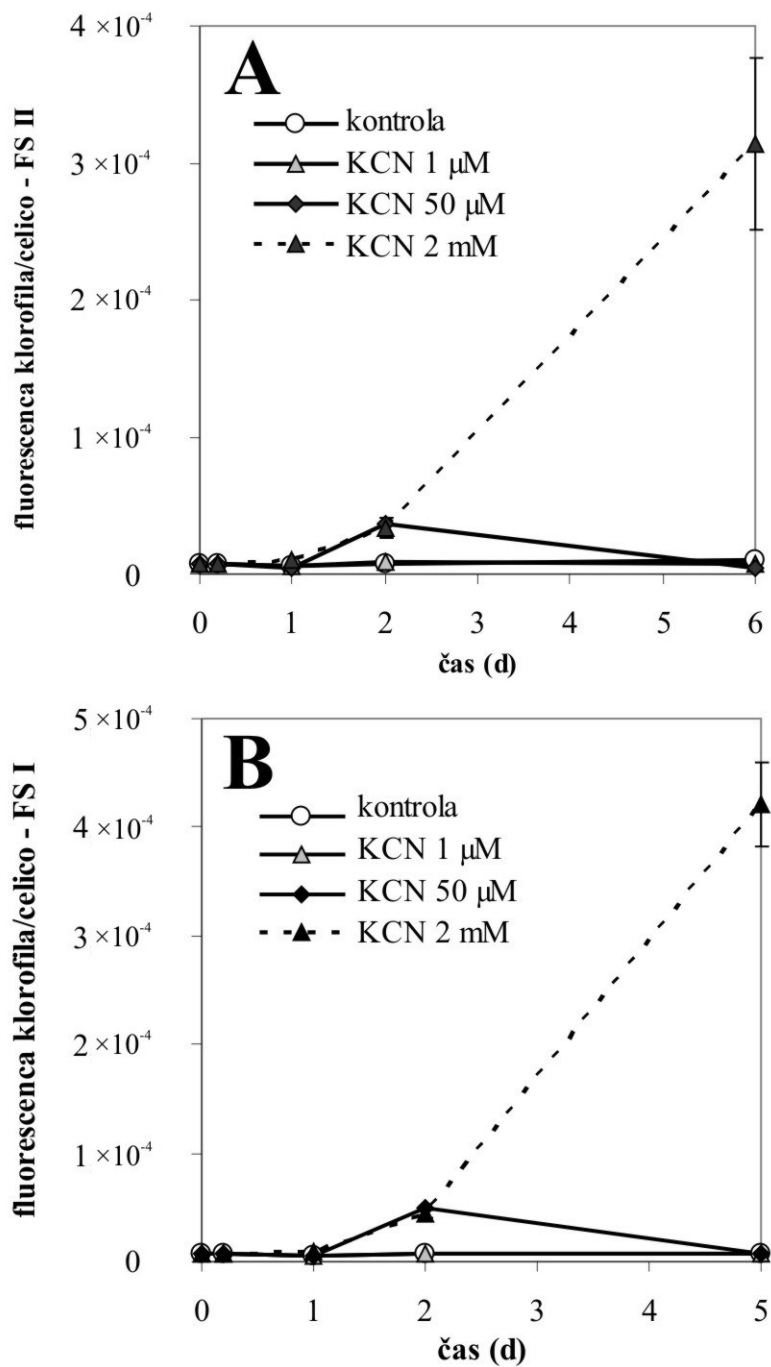 A
kontrola
KCN 1 μM
KCN 50 μM
KCN 2 mM
fluorescenca klorofila/celico - FS II
4 ×10⁻⁴
3 ×10⁻⁴
2 ×10⁻⁴
1 ×10⁻⁴
0
0 1 2 3 4 5 6
čas (d)
B
kontrola
KCN 1 μM
KCN 50 μM
KCN 2 mM
fluorescenca klorofila/celico - FS I
5 ×10⁻⁴
4 ×10⁻⁴
3 ×10⁻⁴
2 ×10⁻⁴
1 ×10⁻⁴
0
0 1 2 3 4 5
čas (d)